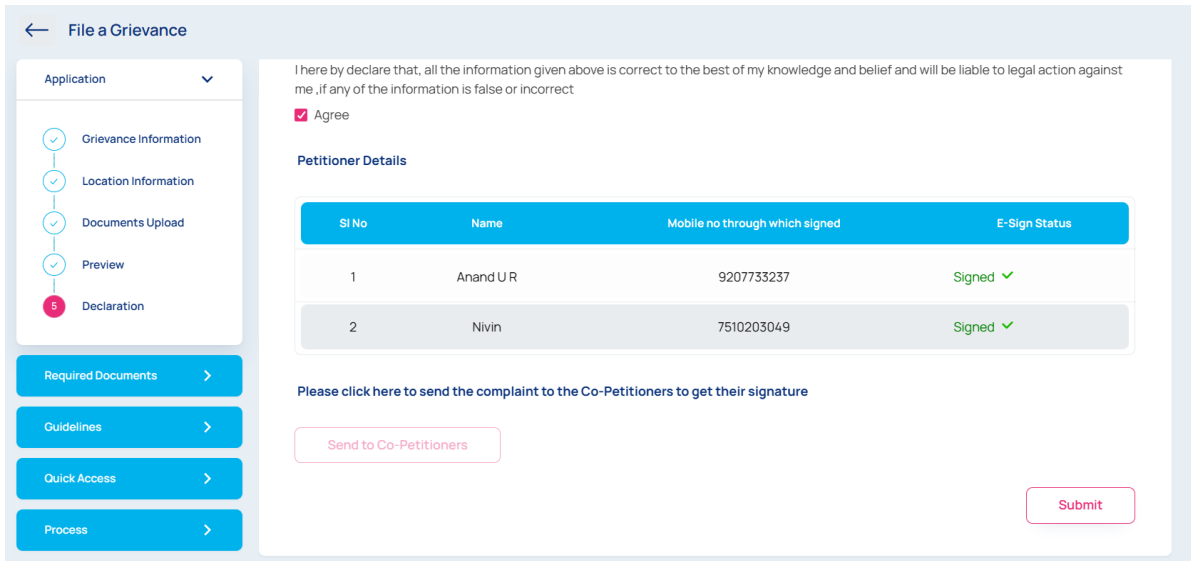 File a Grievance
Application
Grievance Information
Location Information
Documents Upload
Preview
5 Declaration
Required Documents
Guidelines
Quick Access
Process
I here by declare that, all the information given above is correct to the best of my knowledge and belief and will be liable to legal action against
me ,if any of the information is false or incorrect
Agree
Petitioner Details
Sl No Name Mobile no through which signed E-Sign Status
1 Anand U R 9207733237 Signed
2 Nivin 7510203049 Signed
Please click here to send the complaint to the Co-Petitioners to get their signature
Send to Co-Petitioners
Submit